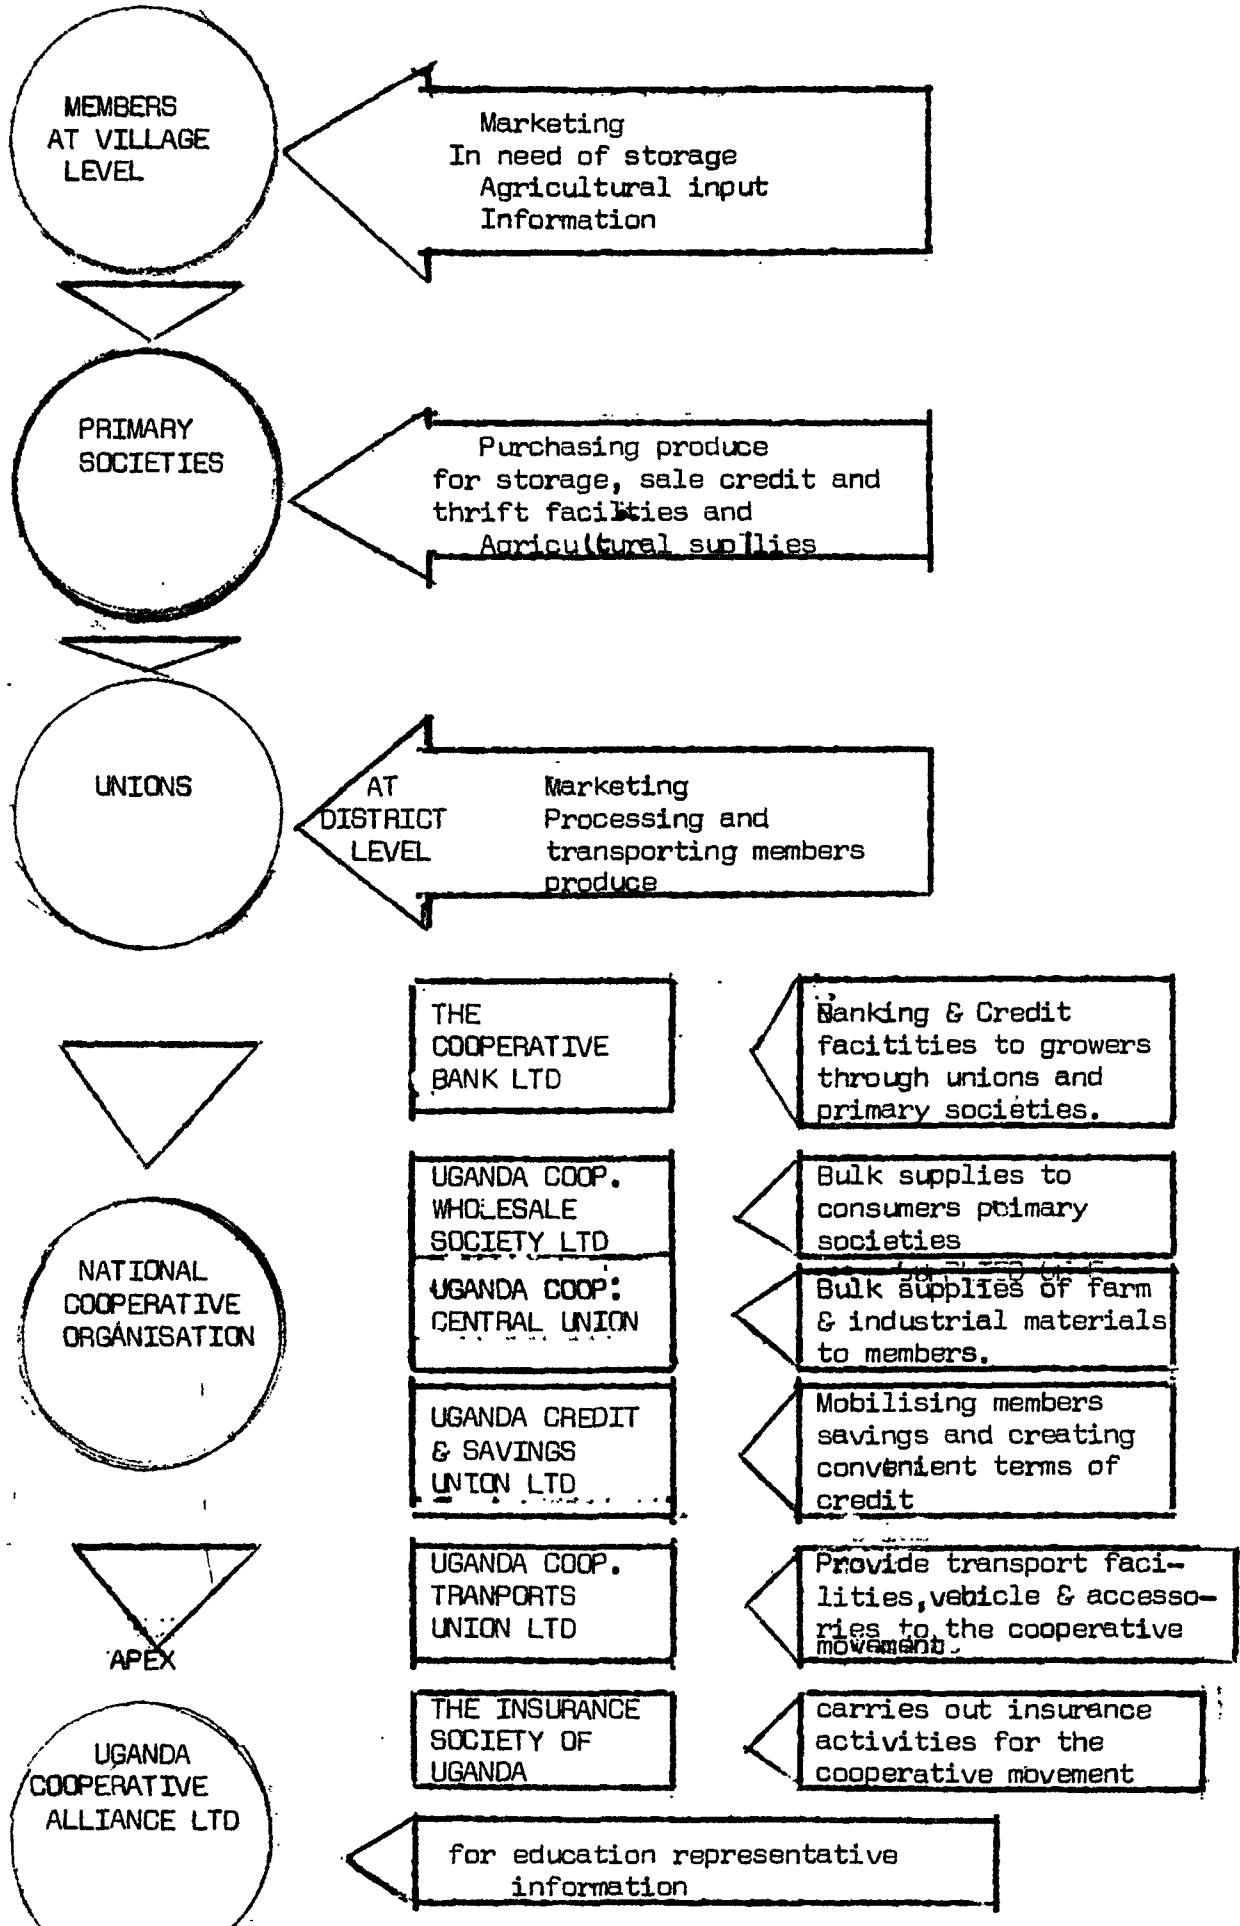 MEMBERS
AT VILLAGE
LEVEL
Marketing
In need of storage
Agricultural input
Information
PRIMARY
SOCIETIES
Purchasing produce
for storage, sale credit and
thrift facilties and
Agricultural supllies
UNIONS
AT
DISTRICT
LEVEL
Marketing
Processing and
transporting members
produce
THE
COOPERATIVE
BANK LTD
Banking & Credit
facitities to growers
through unions and
primary societies.
UGANDA COOP.
WHOLESALE
SOCIETY LTD
Bulk supplies to
consumers primary
societies
NATIONAL
COOPERATIVE
ORGANISATION
UGANDA COOP.
CENTRAL UNION
Bulk supplies of farm
& industrial materials
to members.
UGANDA CREDIT
& SAVINGS
UNION LTD
Mobilising members
savings and creating
convenient terms of
credit
APEX
UGANDA COOP.
TRANPORTS
UNION LTD
Provide transport faci-
lities,vehicle & accesso-
ries to the cooperative
movement.
UGANDA
COOPERATIVE
ALLIANCE LTD
THE INSURANCE
SOCIETY OF
UGANDA
carries out insurance
activities for the
cooperative movement
for education representative
information